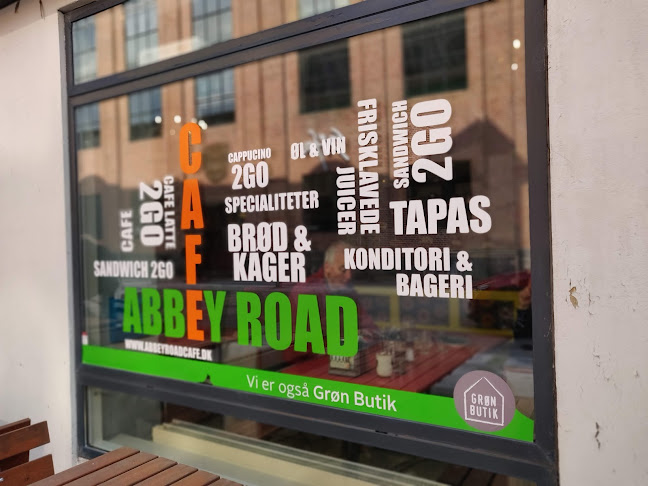 CAFE
CAFE
2GO
CAFE LATTE
SANDWICH 2GO
CAPPUCINO
2GO
SPECIALITETER
BRØD &
KAGER
ØL & VIN
FRISKLAVEDE
JUICER
SANDWICH
2GO
TAPAS
KONDITORI &
BAGERI
ABBEY ROAD
WWW.ABBEYROADCAFE.DK
Vi er også Grøn Butik
GRØN
BUTIK